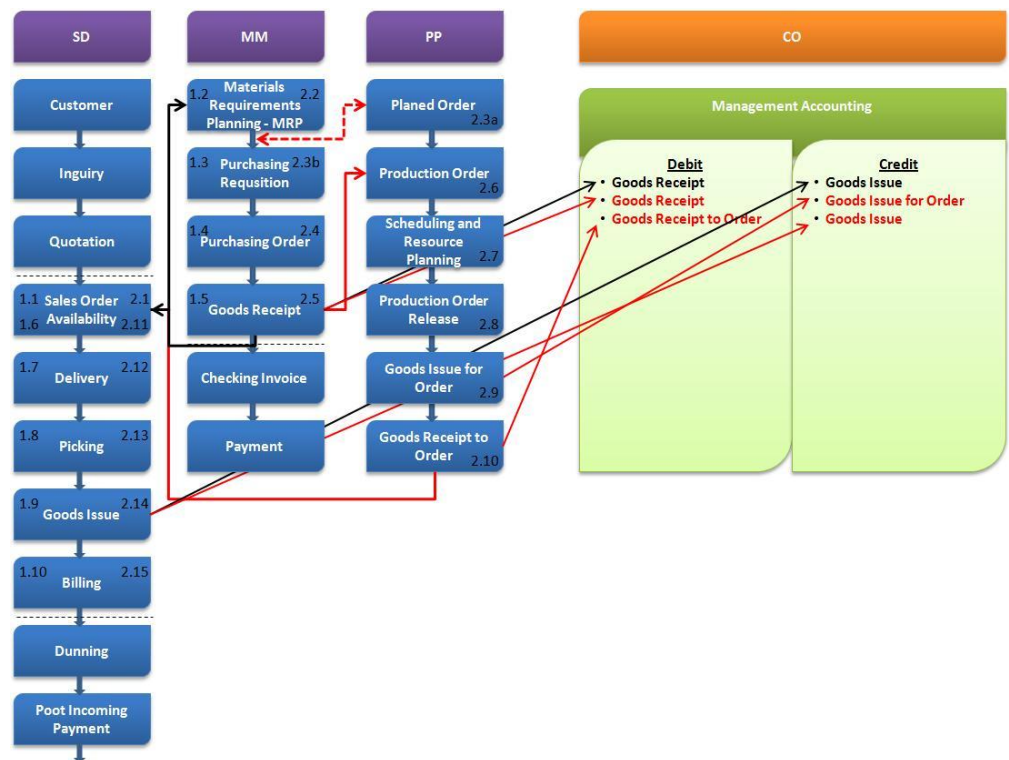 SD
MM
PP
CO
Customer
Inguiry
Quotation
1.1 Sales Order 2.1
1.6 Availability 2.11
1.7 Delivery 2.12
1.8 Picking 2.13
1.9 Goods Issue 2.14
1.10 Billing 2.15
Dunning
Poot Incoming
Payment
1.2 Materials 2.2
Requirements
Planning - MRP
1.3 Purchasing 2.3b
Requsition
1.4 Purchasing Order 2.4
1.5 Goods Receipt 2.5
Checking Invoice
Payment
Planed Order
2.3a
Production Order
2.6
Scheduling and
Resource
Planning 2.7
Production Order
Release 2.8
Goods Issue for
Order 2.9
Goods Receipt to
Order 2.10
Management Accounting
Debit
• Goods Receipt
• Goods Receipt
• Goods Receipt to Order
Credit
• Goods Issue
• Goods Issue for Order
• Goods Issue